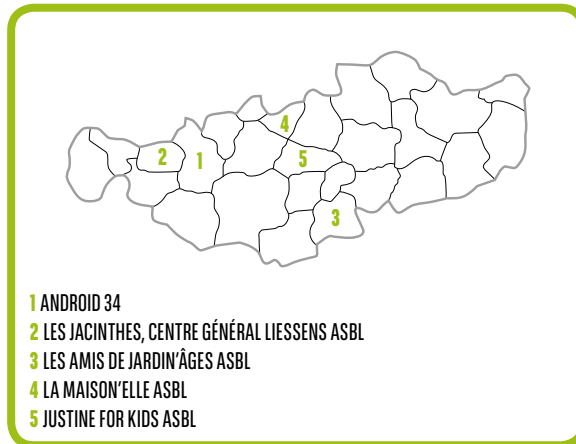 4
2
1
5
3
1 ANDROID 34
2 LES JACINTHES, CENTRE GÉNÉRAL LIESSENS ASBL
3 LES AMIS DE JARDIN'ÂGES ASBL
4 LA MAISON'ELLE ASBL
5 JUSTINE FOR KIDS ASBL